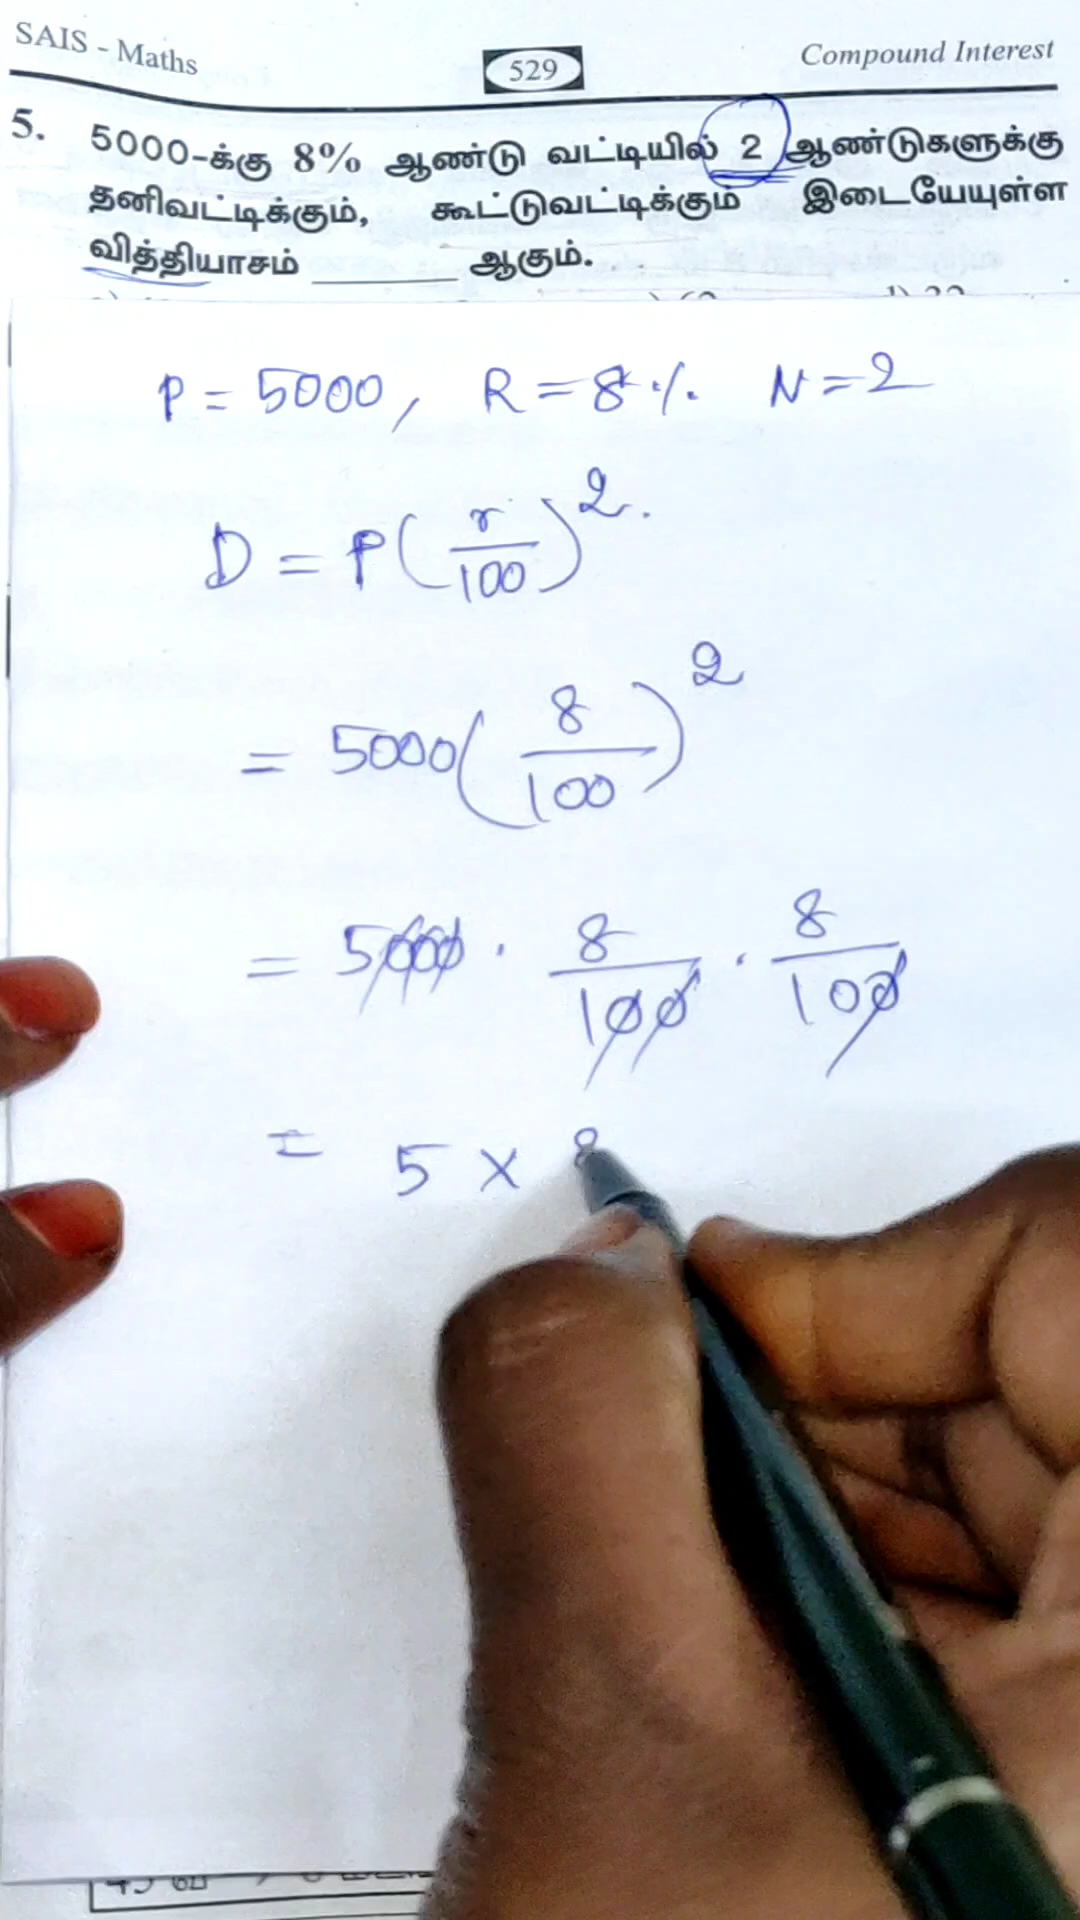 SAIS - Maths 529 Compound Interest
5. 5000-க்கு 8% ஆண்டு வட்டியில் 2 ஆண்டுகளுக்கு
தனிவட்டிக்கும், கூட்டுவட்டிக்கும் இடையேயுள்ள
வித்தியாசம் ________ ஆகும்.
P = 5000, R = 8% N = 2
D = P(r/100)^2.
= 5000(8/100)^2
= 5000 . 8/100 . 8/100
= 5 x 8